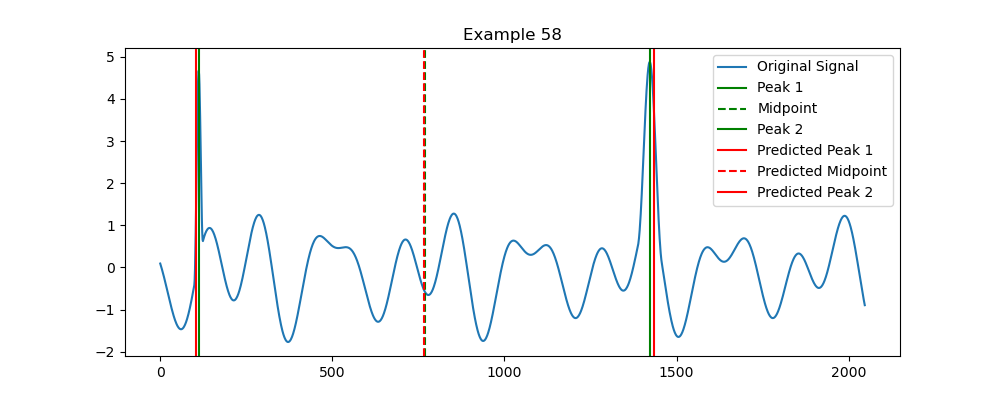 Example 58
5
4
3
2
1
0
−1
−2
0
500
1000
1500
2000
Original Signal
Peak 1
Midpoint
Peak 2
Predicted Peak 1
Predicted Midpoint
Predicted Peak 2